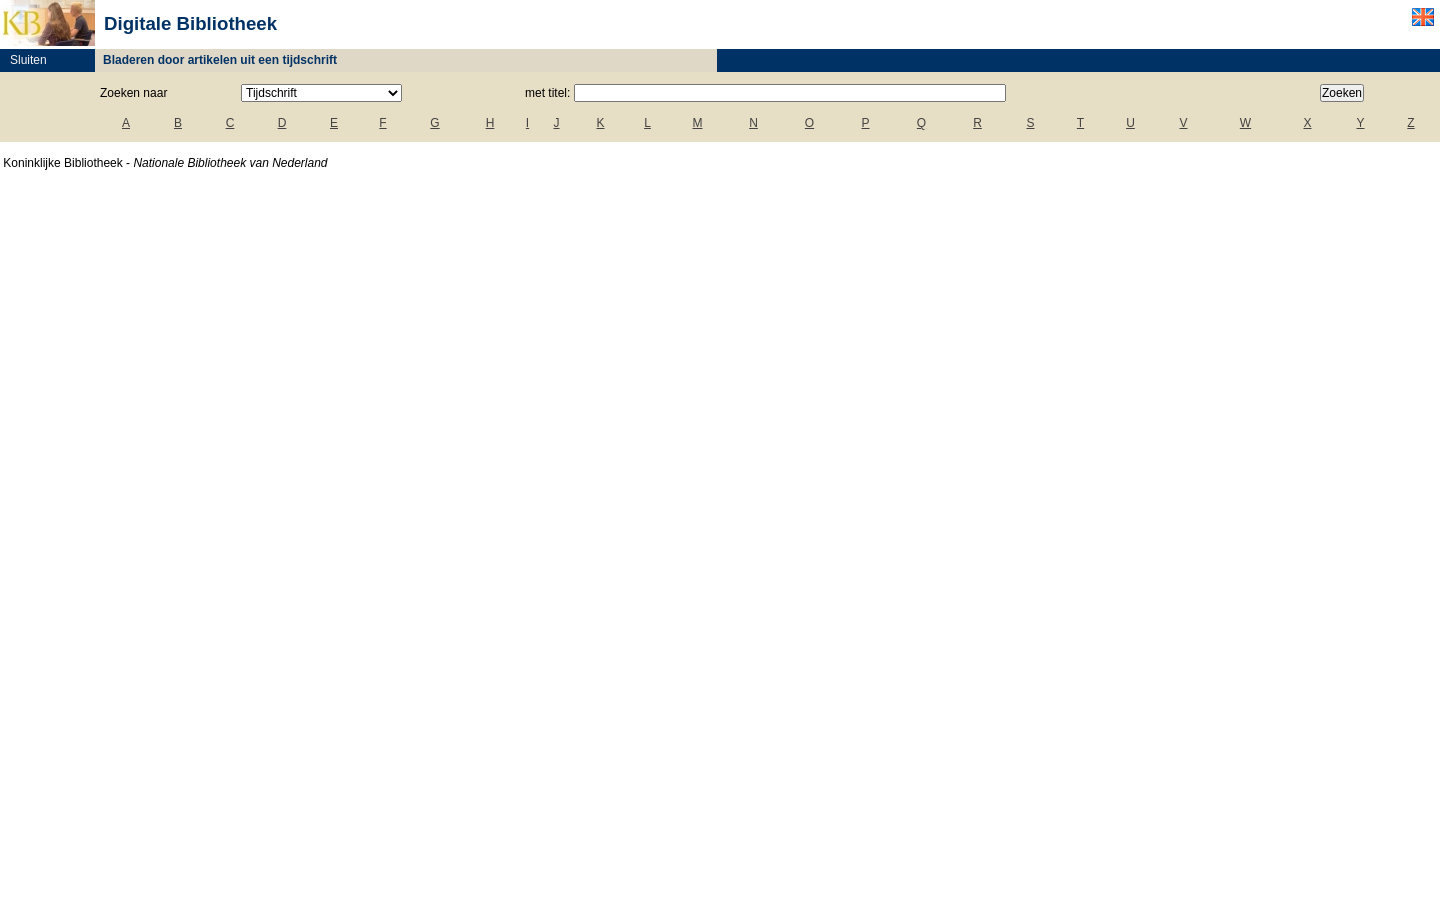 KB
Digitale Bibliotheek
Sluiten Bladeren door artikelen uit een tijdschrift
Zoeken naar Tijdschrift met titel: Zoeken
A B C D E F G H I J K L M N O P Q R S T U V W X Y Z
Koninklijke Bibliotheek - Nationale Bibliotheek van Nederland